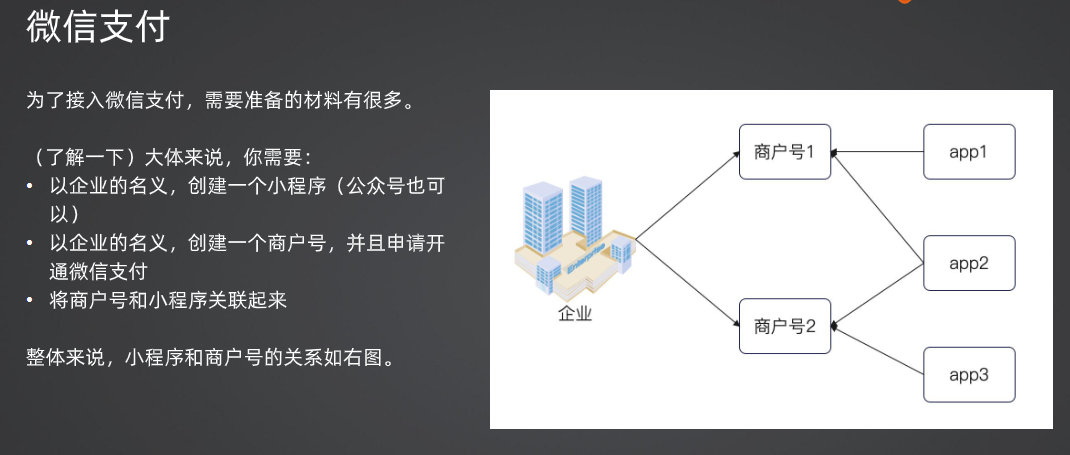 微信支付
为了接入微信支付，需要准备的材料有很多。
（了解一下）大体来说，你需要：
• 以企业的名义，创建一个小程序（公众号也可
以）
• 以企业的名义，创建一个商户号，并且申请开
通微信支付
• 将商户号和小程序关联起来
整体来说，小程序和商户号的关系如右图。
企业
商户号1
商户号2
app1
app2
app3